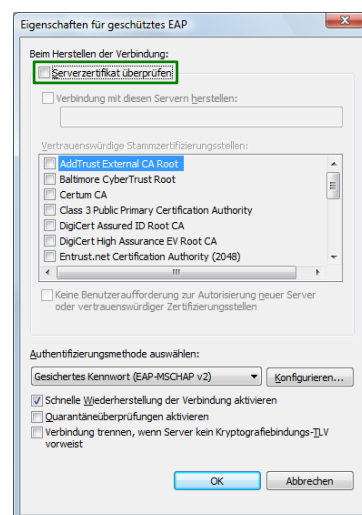 Eigenschaften für geschütztes EAP
Beim Herstellen der Verbindung:
Serverzertifikat überprüfen
Verbindung mit diesen Servern herstellen:
Vertrauenswürdige Stammzertifizierungsstellen:
AddTrust External CA Root
Baltimore CyberTrust Root
Certum CA
Class 3 Public Primary Certification Authority
DigiCert Assured ID Root CA
DigiCert High Assurance EV Root CA
Entrust.net Certification Authority (2048)
Keine Benutzeraufforderung zur Autorisierung neuer Server
oder vertrauenswürdiger Zertifizierungsstellen
Authentifizierungsmethode auswählen:
Gesichertes Kennwort (EAP-MSCHAP v2)
Konfigurieren...
Schnelle Wiederherstellung der Verbindung aktivieren
Quarantäneüberprüfungen aktivieren
Verbindung trennen, wenn Server kein Kryptografiebindungs-TLV
vorweist
OK
Abbrechen